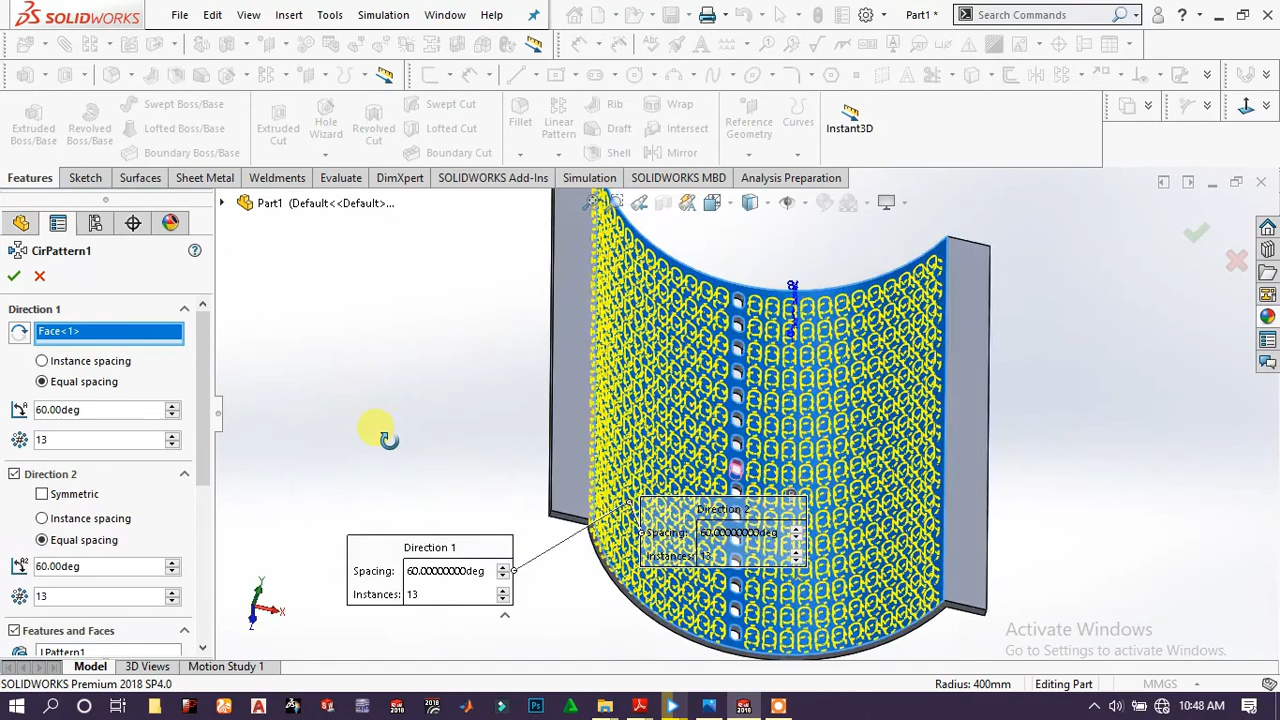 SOLIDWORKS File Edit View Insert Tools Simulation Window Help Part1 * Search Commands
Extruded Boss/Base Revolved Boss/Base Swept Boss/Base Lofted Boss/Base Boundary Boss/Base Extruded Cut Hole Wizard Revolved Cut Swept Cut Lofted Cut Boundary Cut Fillet Linear Pattern Rib Draft Shell Wrap Intersect Mirror Reference Geometry Curves Instant3D
Features Sketch Surfaces Sheet Metal Weldments Evaluate DimXpert SOLIDWORKS Add-Ins Simulation SOLIDWORKS MBD Analysis Preparation
Part1 (Default<<Default>...
CirPattern1
Direction 1
Face<1>
Instance spacing
Equal spacing
60.00deg
13
Direction 2
Symmetric
Instance spacing
Equal spacing
60.00deg
13
Features and Faces
LPattern1
Direction 1
Spacing: 60.00000000deg
Instances: 13
Direction 2
Spacing: 60.00000000deg
Instances: 13
Y
X
Z
Activate Windows
Go to Settings to activate Windows.
Model 3D Views Motion Study 1
SOLIDWORKS Premium 2018 SP4.0 Radius: 400mm Editing Part MMGS
10:48 AM